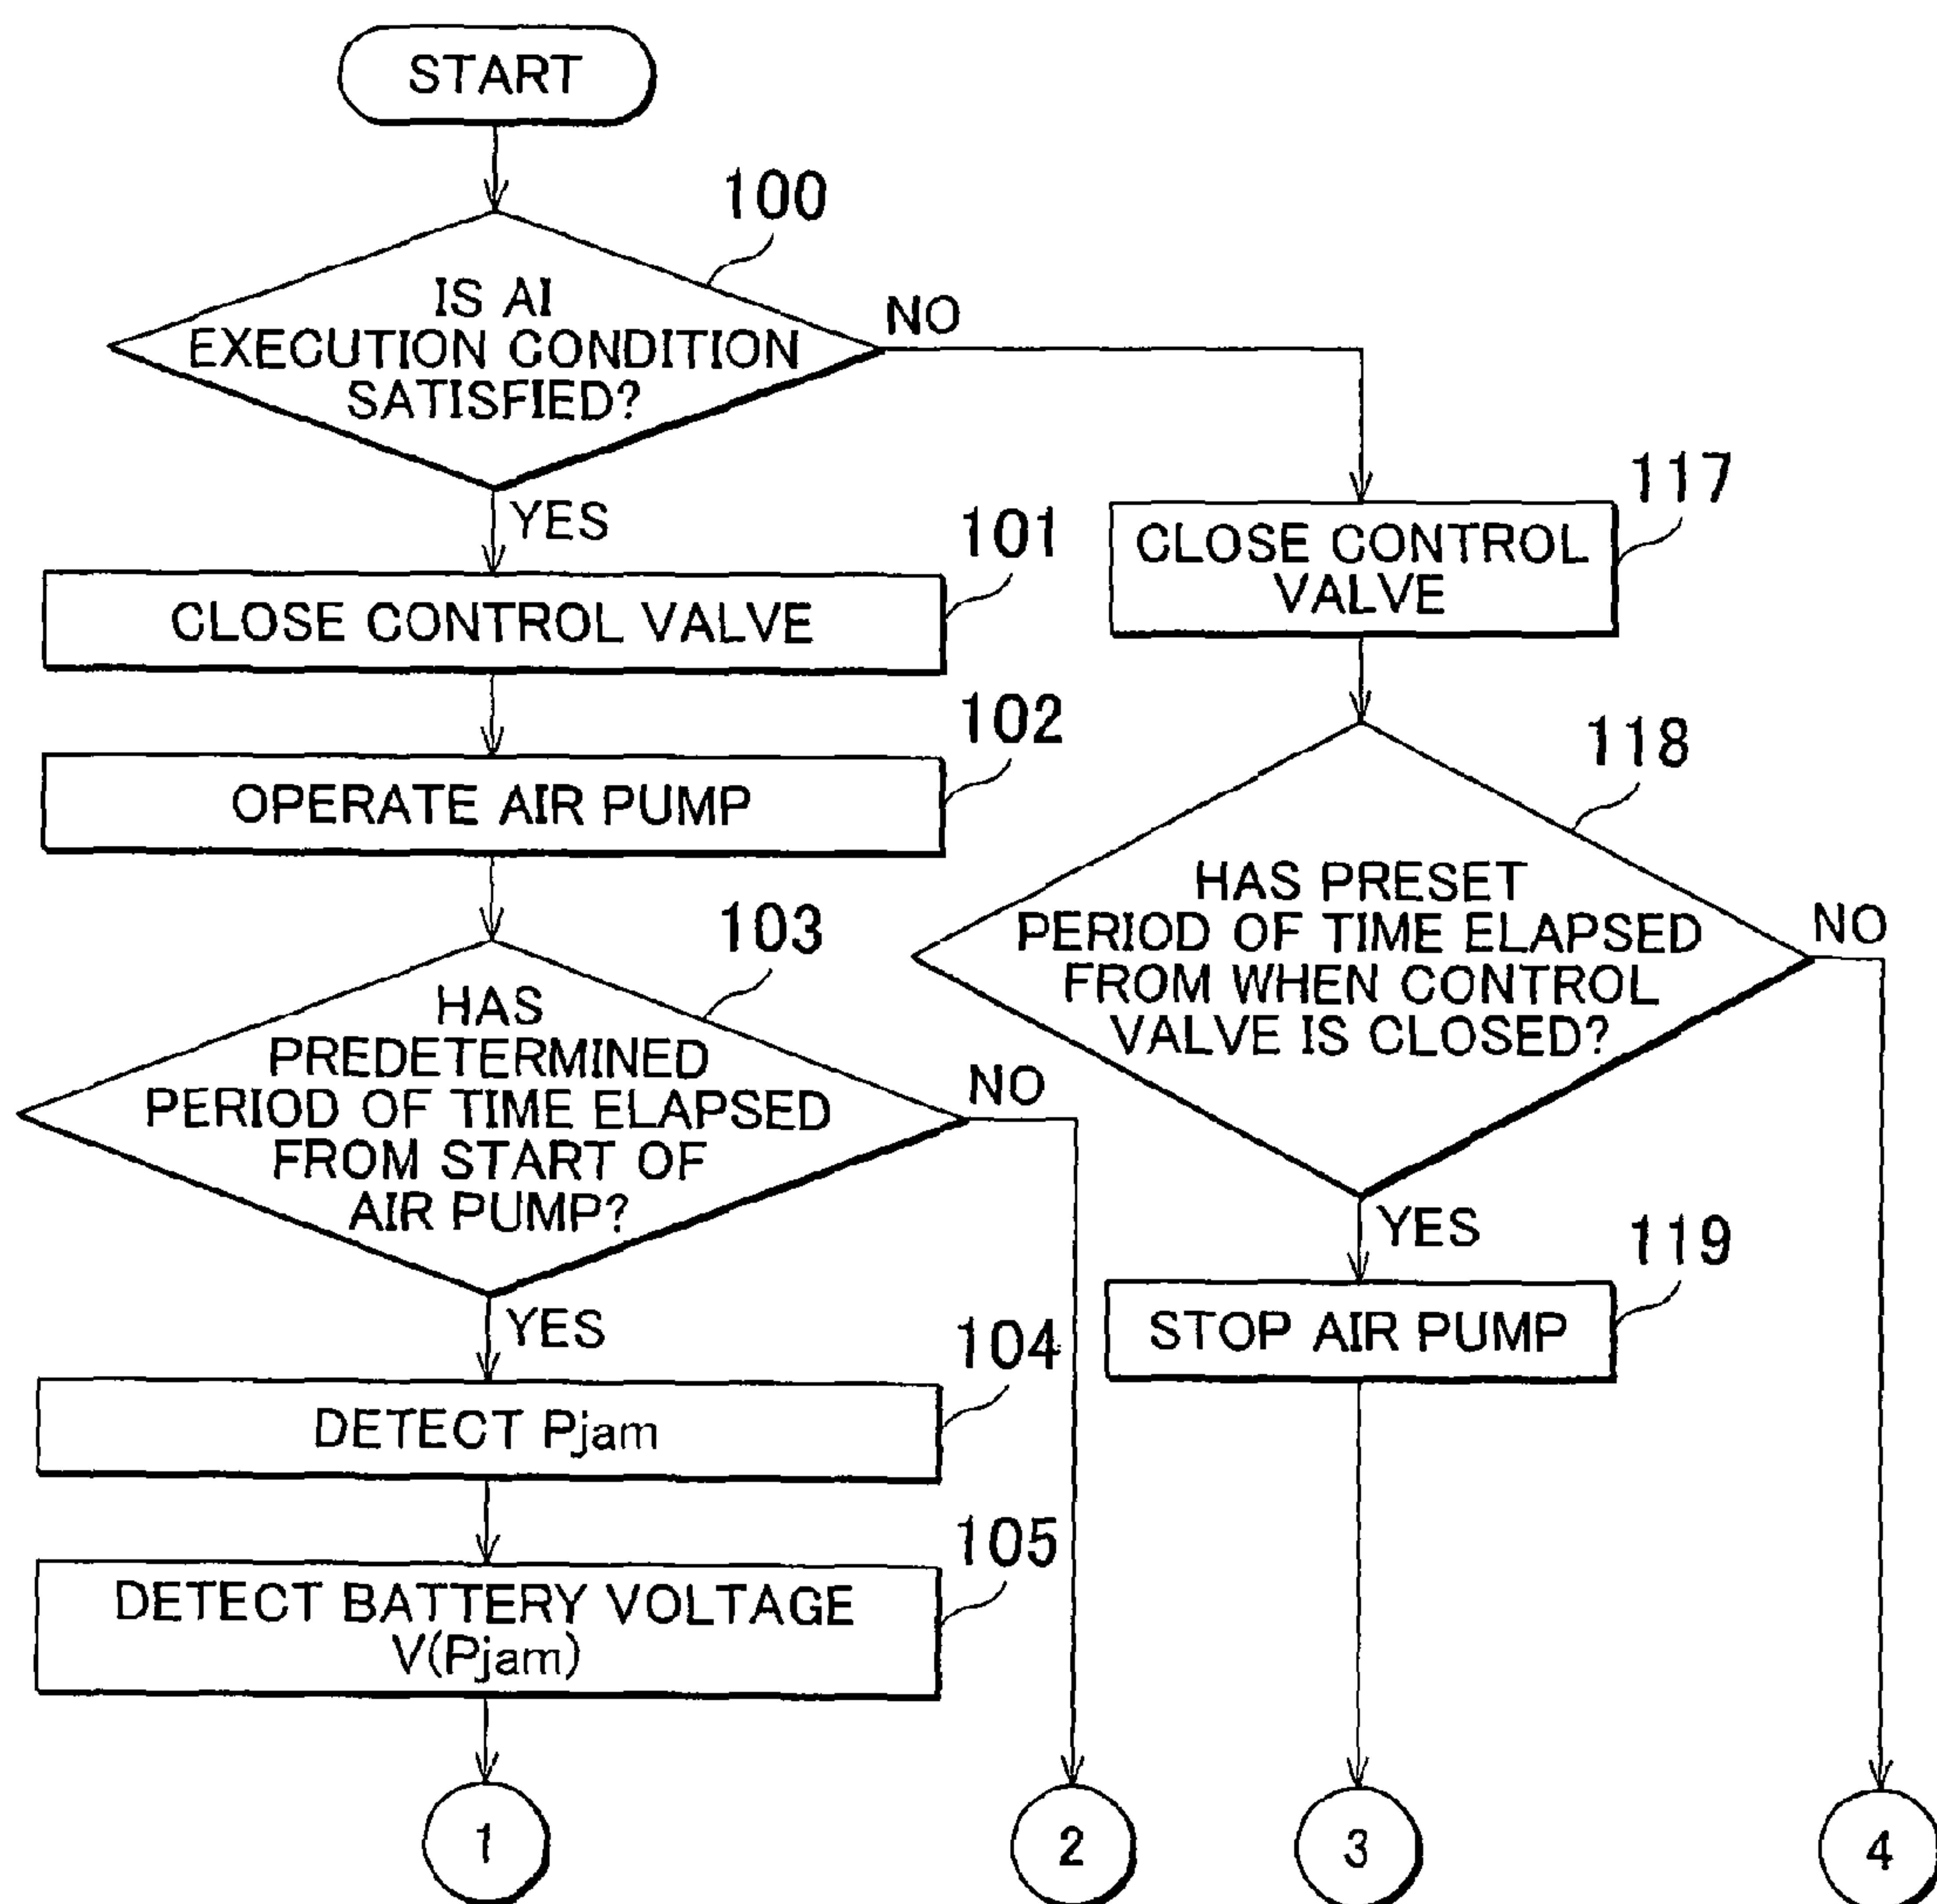 START
100
IS AI
EXECUTION CONDITION
SATISFIED?
NO
YES
101
CLOSE CONTROL VALVE
102
OPERATE AIR PUMP
103
HAS
PREDETERMINED
PERIOD OF TIME ELAPSED
FROM START OF
AIR PUMP?
NO
YES
104
DETECT Pjam
105
DETECT BATTERY VOLTAGE
V(Pjam)
1
2
117
CLOSE CONTROL
VALVE
118
HAS PRESET
PERIOD OF TIME ELAPSED
FROM WHEN CONTROL
VALVE IS CLOSED?
NO
YES
119
STOP AIR PUMP
3
4